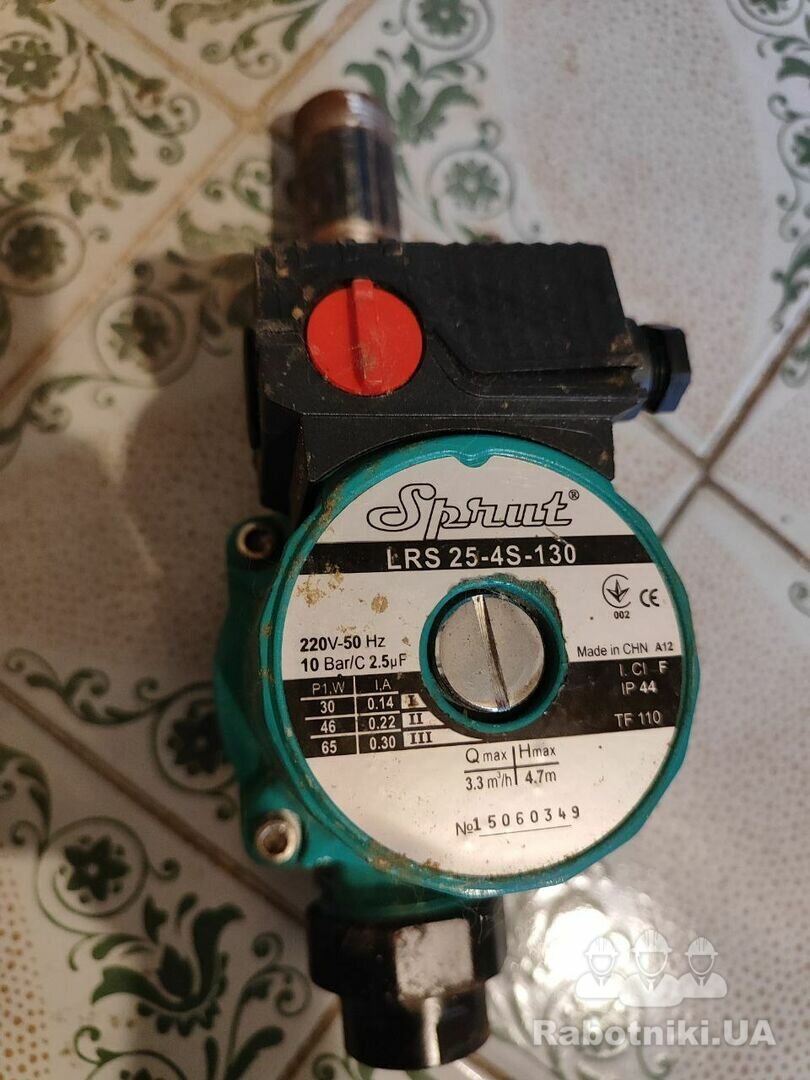 Sprut®
LRS 25-4S-130
002
CE
220V-50 Hz
10 Bar/C 2.5µF
Made in CHN A12
I. Cl F
IP 44
TF 110
P1,W I,A
30 0.14 I
46 0.22 II
65 0.30 III
Q max Hmax
3.3 m³/h 4.7m
№15060349
Rabotniki.UA